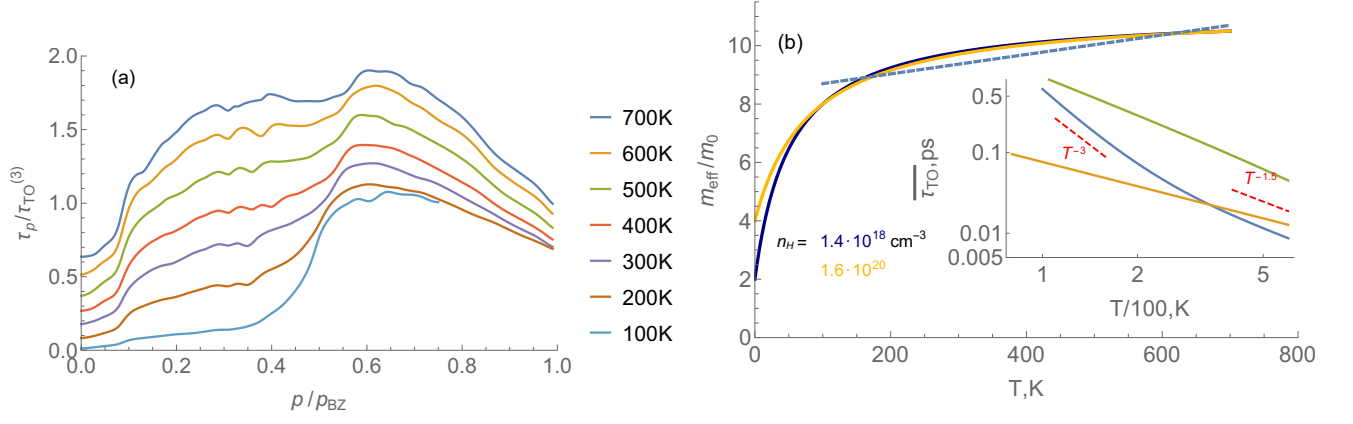 (a)
2.0
1.5
1.0
0.5
0.0
0.0 0.2 0.4 0.6 0.8 1.0
τp/τTO(3)
p/pBZ
700K
600K
500K
400K
300K
200K
100K
(b)
10
8
6
4
2
0
0 200 400 600 800
meff/m0
T,K
nH = 1.4·10^18 cm−3
1.6·10^20
τTO,ps
0.5
0.1
0.01
0.005
1 2 5
T/100,K
T−3
T−1.5